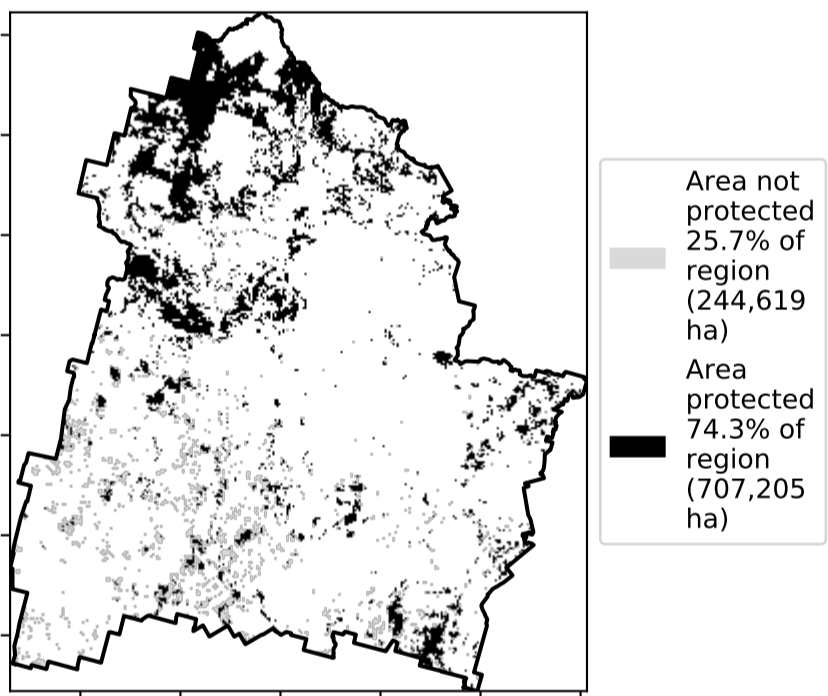 Area not
protected
25.7% of
region
(244,619
ha)
Area
protected
74.3% of
region
(707,205
ha)